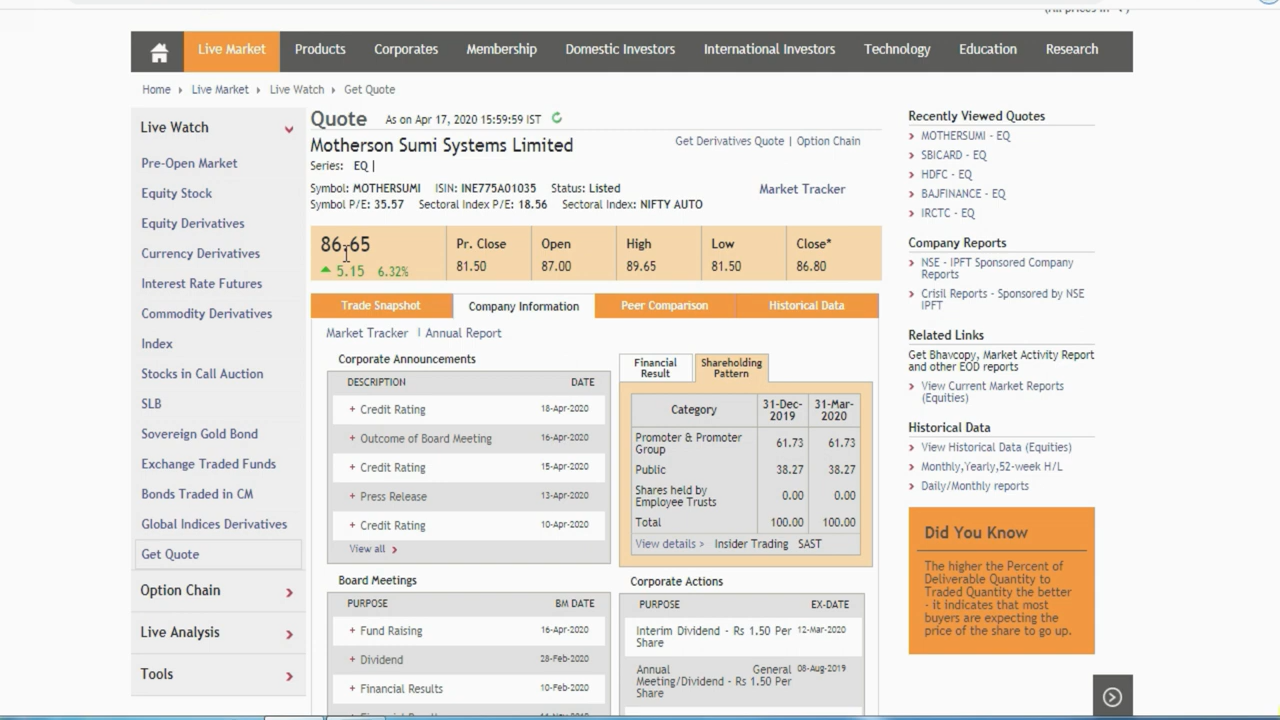 Live Market Products Corporates Membership Domestic Investors International Investors Technology Education Research
Home Live Market Live Watch Get Quote
Live Watch
Pre-Open Market
Equity Stock
Equity Derivatives
Currency Derivatives
Interest Rate Futures
Commodity Derivatives
Index
Stocks in Call Auction
SLB
Sovereign Gold Bond
Exchange Traded Funds
Bonds Traded in CM
Global Indices Derivatives
Get Quote
Option Chain
Live Analysis
Tools
Quote As on Apr 17, 2020 15:59:59 IST
Motherson Sumi Systems Limited
Get Derivatives Quote | Option Chain
Series: EQ |
Symbol: MOTHERSUMI ISIN: INE775A01035 Status: Listed
Market Tracker
Symbol P/E: 35.57 Sectoral Index P/E: 18.56 Sectoral Index: NIFTY AUTO
86.65 Pr. Close Open High Low Close*
5.15 6.32% 81.50 87.00 89.65 81.50 86.80
Trade Snapshot Company Information Peer Comparison Historical Data
Market Tracker | Annual Report
Corporate Announcements
DESCRIPTION DATE
+ Credit Rating 18-Apr-2020
+ Outcome of Board Meeting 16-Apr-2020
+ Credit Rating 15-Apr-2020
+ Press Release 13-Apr-2020
+ Credit Rating 10-Apr-2020
View all
Financial
Result
Shareholding
Pattern
Category 31-Dec-2019 31-Mar-2020
Promoter & Promoter
Group 61.73 61.73
Public 38.27 38.27
Shares held by
Employee Trusts 0.00 0.00
Total 100.00 100.00
View details > Insider Trading SAST
Board Meetings
PURPOSE BM DATE
+ Fund Raising 16-Apr-2020
+ Dividend 28-Feb-2020
+ Financial Results 10-Feb-2020
Corporate Actions
PURPOSE EX-DATE
Interim Dividend - Rs 1.50 Per 12-Mar-2020
Share
Annual General 08-Aug-2019
Meeting/Dividend - Rs 1.50 Per
Share
Recently Viewed Quotes
MOTHERSUMI - EQ
SBICARD - EQ
HDFC - EQ
BAJFINANCE - EQ
IRCTC - EQ
Company Reports
NSE - IPFT Sponsored Company
Reports
Crisil Reports - Sponsored by NSE
IPFT
Related Links
Get Bhavcopy, Market Activity Report
and other EOD reports
View Current Market Reports
(Equities)
Historical Data
View Historical Data (Equities)
Monthly,Yearly,52-week H/L
Daily/Monthly reports
Did You Know
The higher the Percent of
Deliverable Quantity to
Traded Quantity the better
- it indicates that most
buyers are expecting the
price of the share to go up.